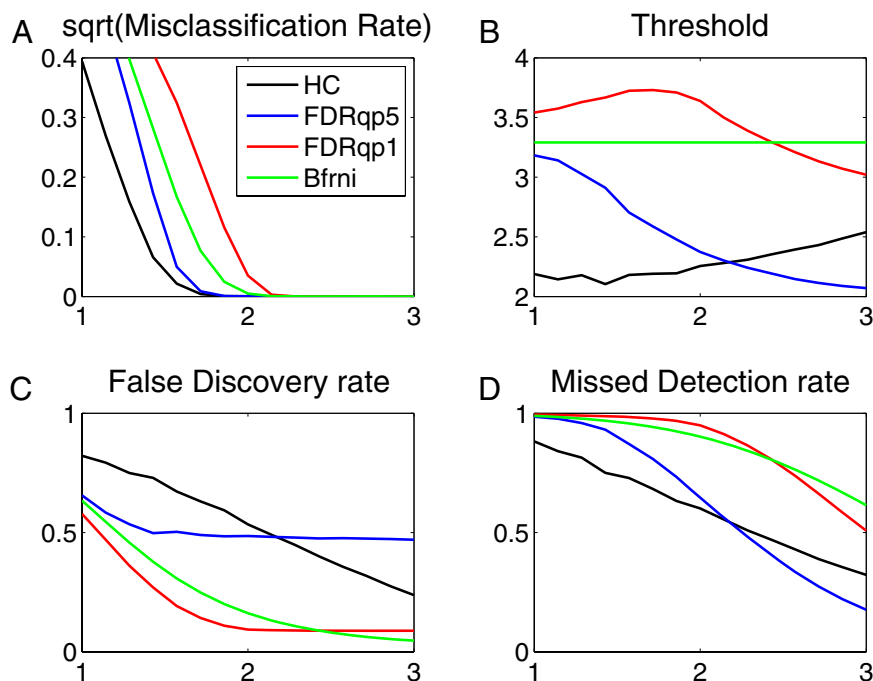 A sqrt(Misclassification Rate)
0.4
0.3
0.2
0.1
0
1 2 3
HC
FDRqp5
FDRqp1
Bfrni
B Threshold
4
3.5
3
2.5
2
1 2 3
C False Discovery rate
1
0.5
0
1 2 3
D Missed Detection rate
1
0.5
0
1 2 3